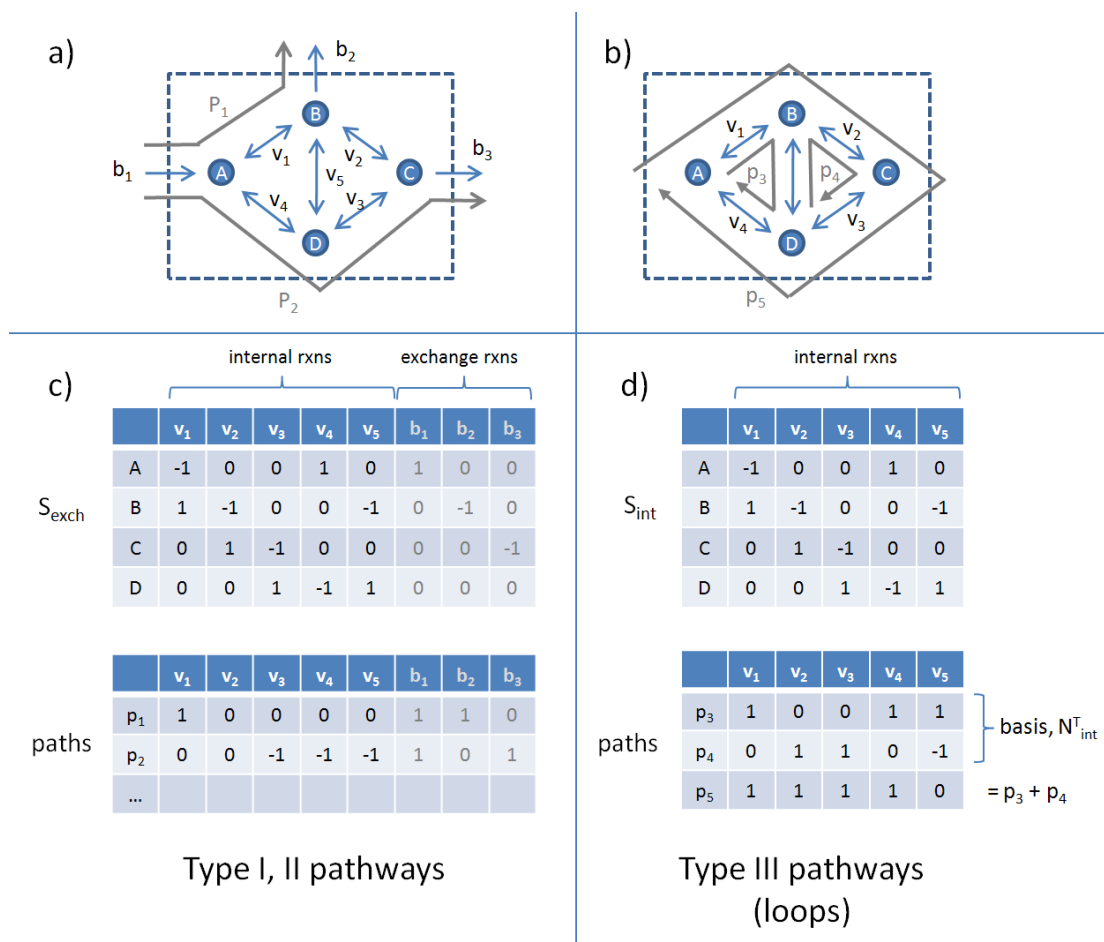 a)
b₂
P₁
B
b₁
v₁
v₂
b₃
A
v₅
C
v₄
v₃
D
P₂
b)
B
v₁
v₂
A
p₃
p₄
C
v₄
v₃
D
p₅
c)
internal rxns exchange rxns
v₁ v₂ v₃ v₄ v₅ b₁ b₂ b₃
A -1 0 0 1 0 1 0 0
S_exch
B 1 -1 0 0 -1 0 -1 0
C 0 1 -1 0 0 0 0 -1
D 0 0 1 -1 1 0 0 0
v₁ v₂ v₃ v₄ v₅ b₁ b₂ b₃
p₁ 1 0 0 0 0 1 1 0
paths
p₂ 0 0 -1 -1 -1 1 0 1
...
Type I, II pathways
d)
internal rxns
v₁ v₂ v₃ v₄ v₅
A -1 0 0 1 0
S_int
B 1 -1 0 0 -1
C 0 1 -1 0 0
D 0 0 1 -1 1
v₁ v₂ v₃ v₄ v₅
p₃ 1 0 0 1 1
basis, Nᵀ_int
paths
p₄ 0 1 1 0 -1
p₅ 1 1 1 1 0 = p₃ + p₄
Type III pathways
(loops)